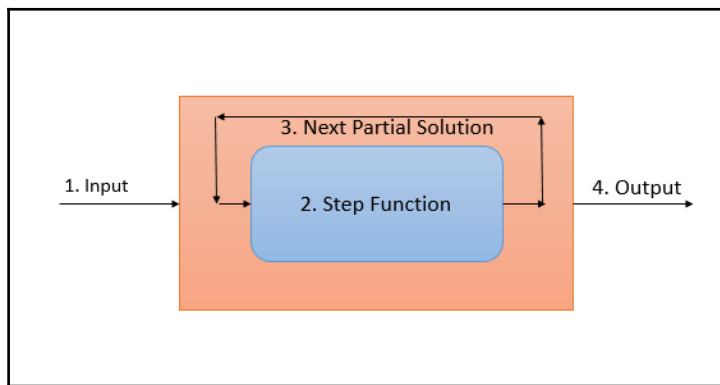 3. Next Partial Solution
1. Input
2. Step Function
4. Output